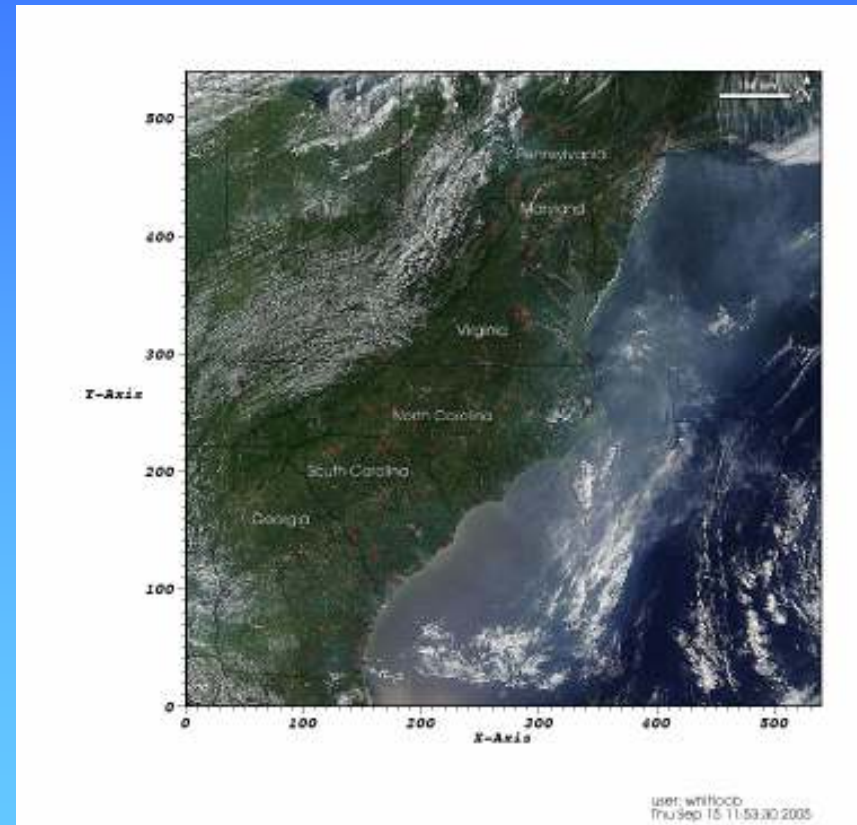 500
400
300
200
100
0
Y-Axis
Pennsylvania
Maryland
Virginia
North Carolina
South Carolina
Georgia
0 100 200 300 400 500
X-Axis
user: whitlocb
Thu Sep 15 11:53:30 2005